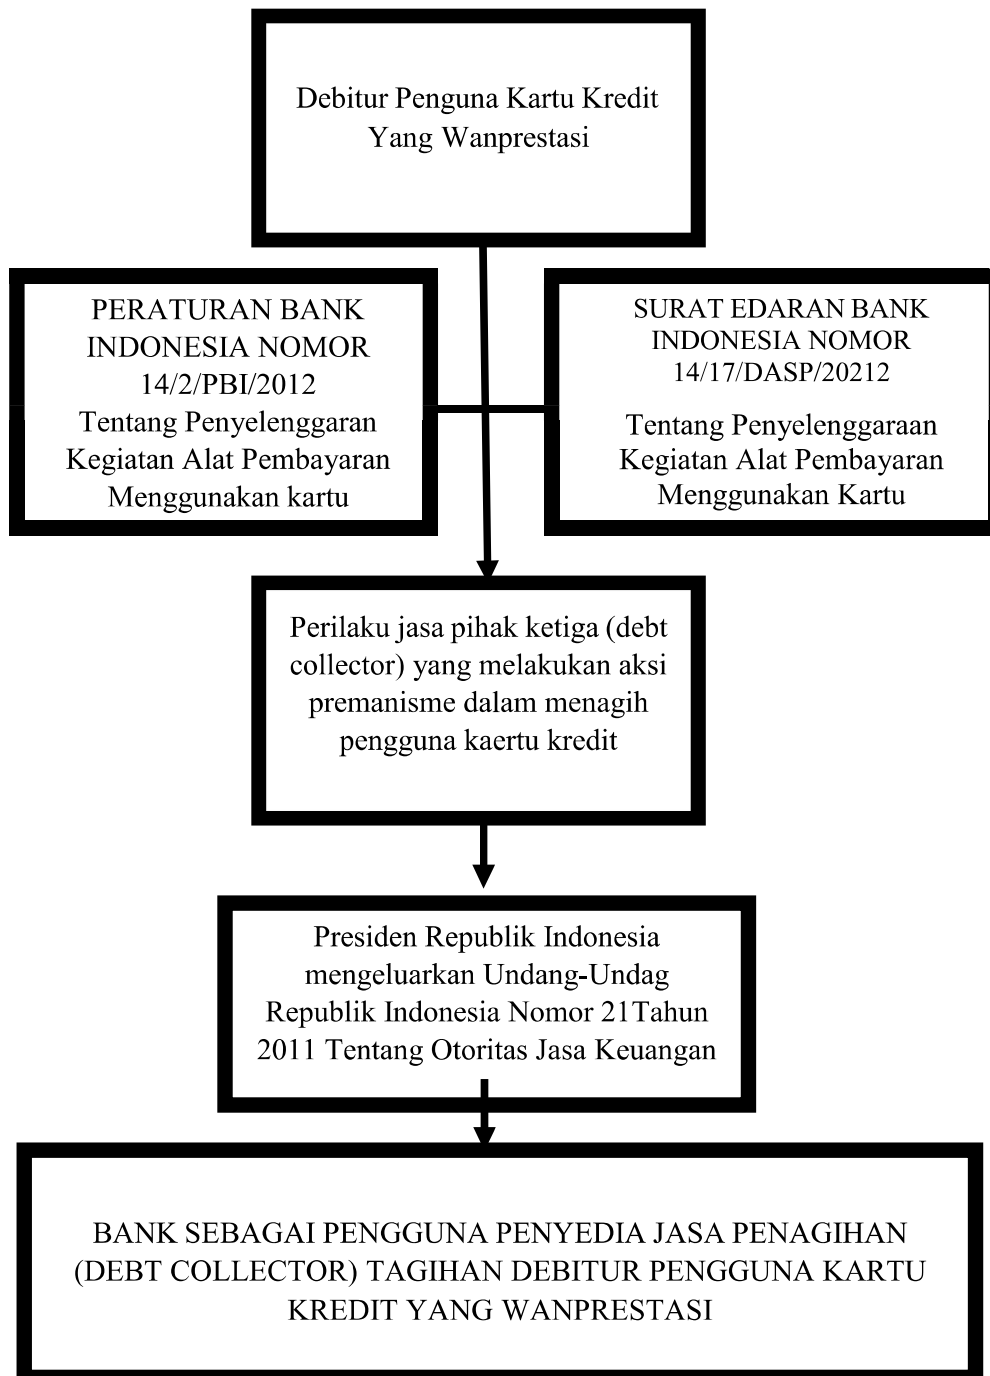 Debitur Penguna Kartu Kredit
Yang Wanprestasi
PERATURAN BANK
INDONESIA NOMOR
14/2/PBI/2012
Tentang Penyelenggaran
Kegiatan Alat Pembayaran
Menggunakan kartu
SURAT EDARAN BANK
INDONESIA NOMOR
14/17/DASP/20212
Tentang Penyelenggaraan
Kegiatan Alat Pembayaran
Menggunakan Kartu
Perilaku jasa pihak ketiga (debt
collector) yang melakukan aksi
premanisme dalam menagih
pengguna kaertu kredit
Presiden Republik Indonesia
mengeluarkan Undang-Undag
Republik Indonesia Nomor 21Tahun
2011 Tentang Otoritas Jasa Keuangan
BANK SEBAGAI PENGGUNA PENYEDIA JASA PENAGIHAN
(DEBT COLLECTOR) TAGIHAN DEBITUR PENGGUNA KARTU
KREDIT YANG WANPRESTASI